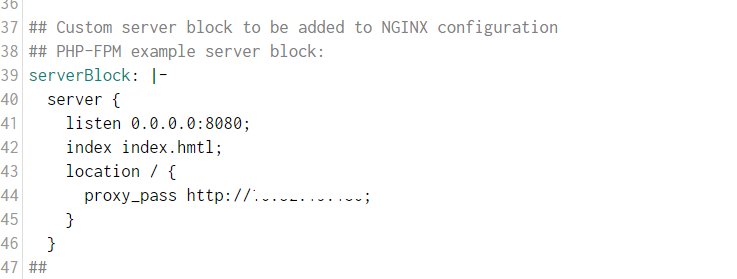 36
37 ## Custom server block to be added to NGINX configuration
38 ## PHP-FPM example server block:
39 serverBlock: |-
40   server {
41     listen 0.0.0.0:8080;
42     index index.hmtl;
43     location / {
44       proxy_pass http://
45     }
46   }
47 ##